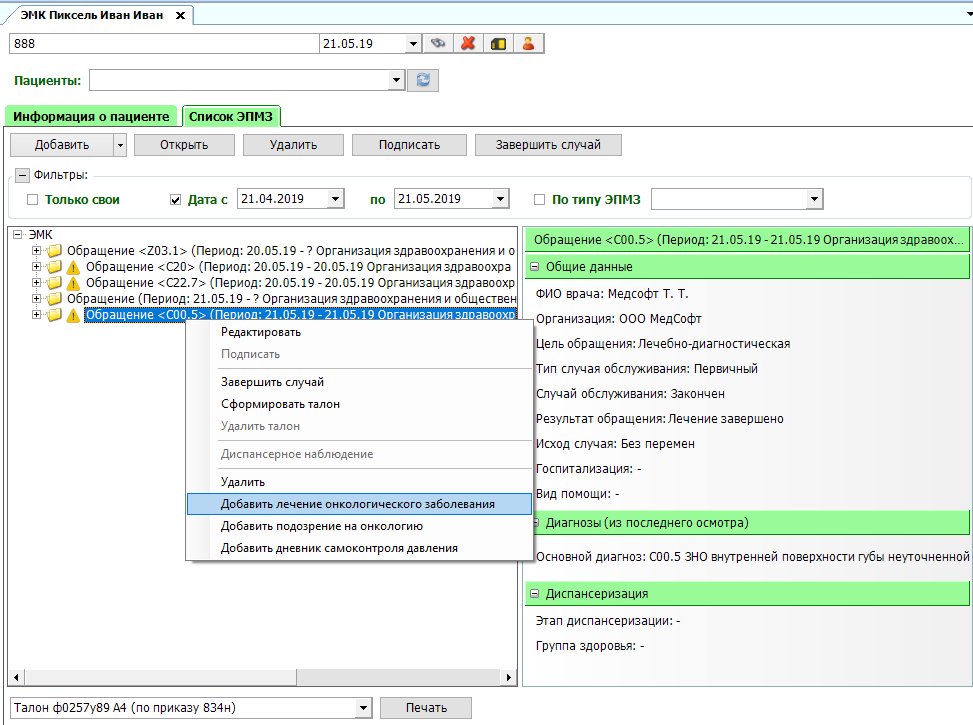 ЭМК Пиксель Иван Иван
888 21.05.19
Пациенты:
Информация о пациенте Список ЭПМЗ
Добавить Открыть Удалить Подписать Завершить случай
Фильтры:
Только свои Дата с 21.04.2019 по 21.05.2019 По типу ЭПМЗ
ЭМК
Обращение <Z03.1> (Период: 20.05.19 - ? Организация здравоохранения и о
Обращение <C20> (Период: 20.05.19 - 20.05.19 Организация здравоохра
Обращение <C22.7> (Период: 20.05.19 - 20.05.19 Организация здравоохр
Обращение (Период: 21.05.19 - ? Организация здравоохранения и обществен
Обращение <C00.5> (Период: 21.05.19 - 21.05.19 Организация здравоохр
Редактировать
Подписать
Завершить случай
Сформировать талон
Удалить талон
Диспансерное наблюдение
Удалить
Добавить лечение онкологического заболевания
Добавить подозрение на онкологию
Добавить дневник самоконтроля давления
Обращение <C00.5> (Период: 21.05.19 - 21.05.19 Организация здравоох...
Общие данные
ФИО врача: Медсофт Т. Т.
Организация: ООО МедСофт
Цель обращения: Лечебно-диагностическая
Тип случая обслуживания: Первичный
Случай обслуживания: Закончен
Результат обращения: Лечение завершено
Исход случая: Без перемен
Госпитализация: -
Вид помощи: -
Диагнозы (из последнего осмотра)
Основной диагноз: C00.5 ЗНО внутренней поверхности губы неуточненной
Диспансеризация
Этап диспансеризации: -
Группа здоровья: -
Талон ф0257у89 А4 (по приказу 834н) Печать